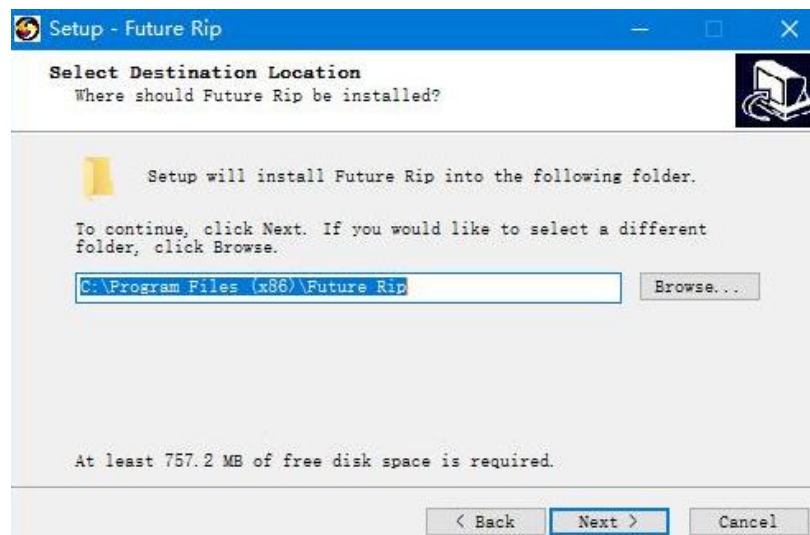 Setup - Future Rip
Select Destination Location
Where should Future Rip be installed?
Setup will install Future Rip into the following folder.
To continue, click Next. If you would like to select a different
folder, click Browse.
C:\Program Files (x86)\Future Rip
Browse...
At least 757.2 MB of free disk space is required.
< Back
Next >
Cancel